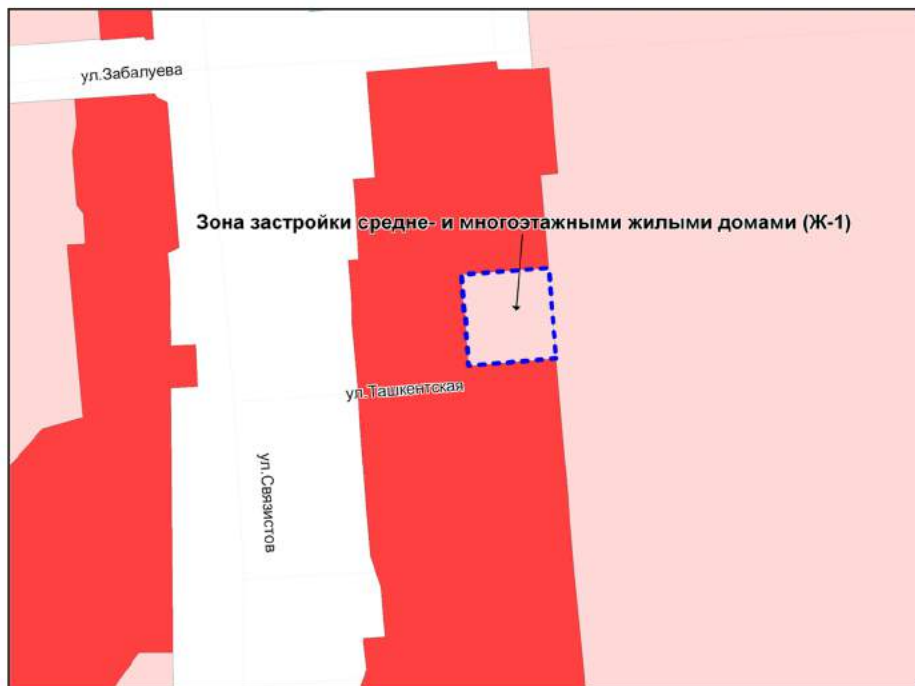 ул.Забалуева
Зона застройки средне- и многоэтажными жилыми домами (Ж-1)
ул.Ташкентская
ул.Связистов